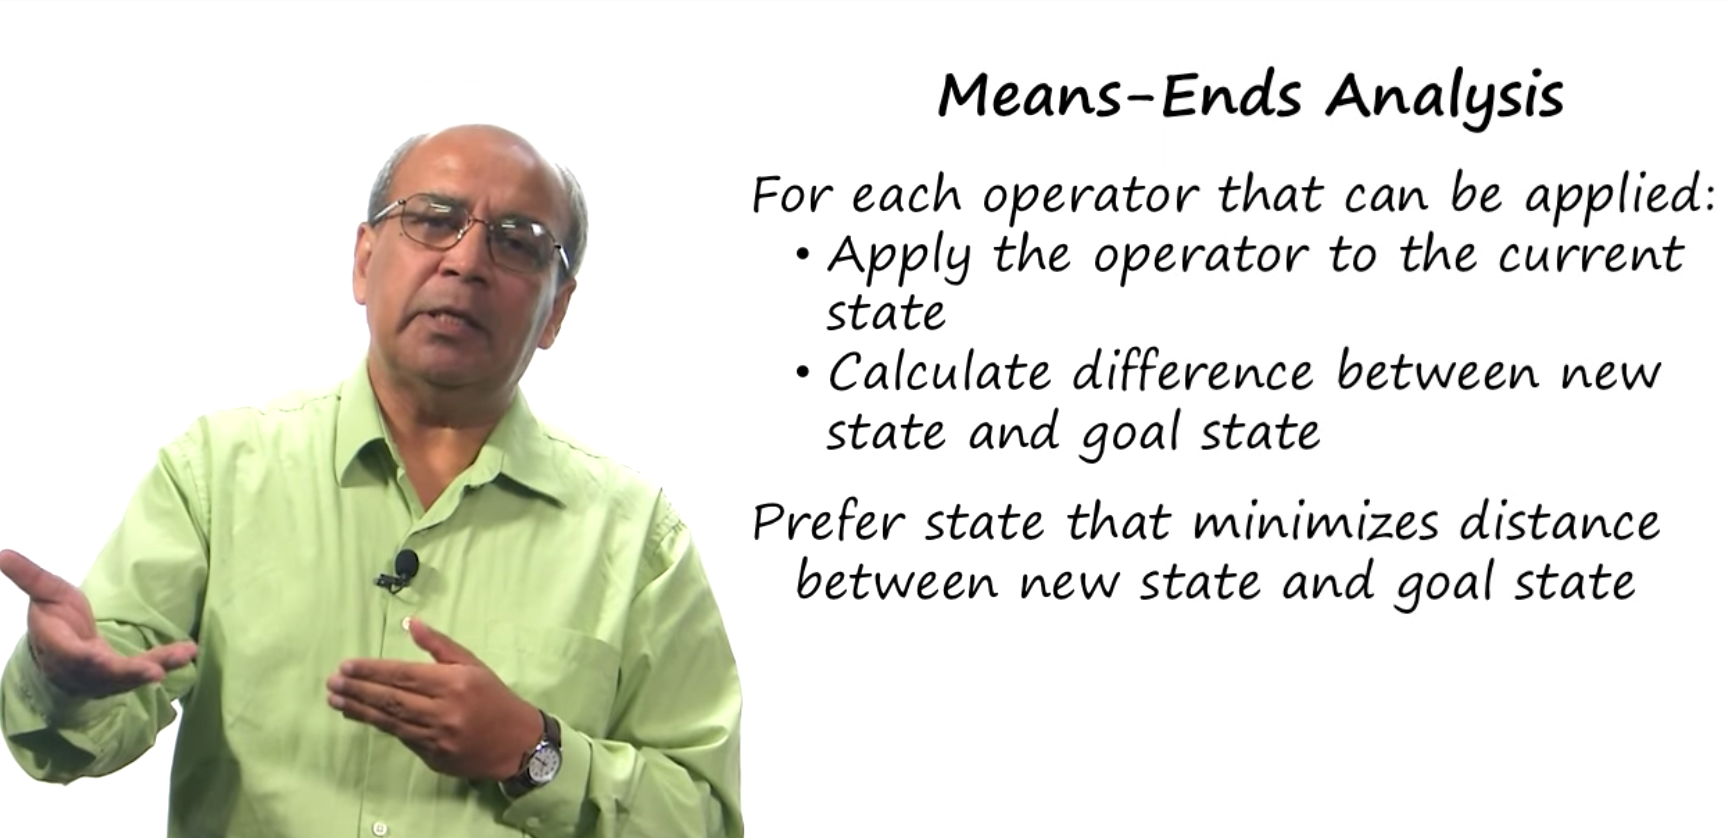 Means-Ends Analysis
For each operator that can be applied:
• Apply the operator to the current
state
• Calculate difference between new
state and goal state
Prefer state that minimizes distance
between new state and goal state